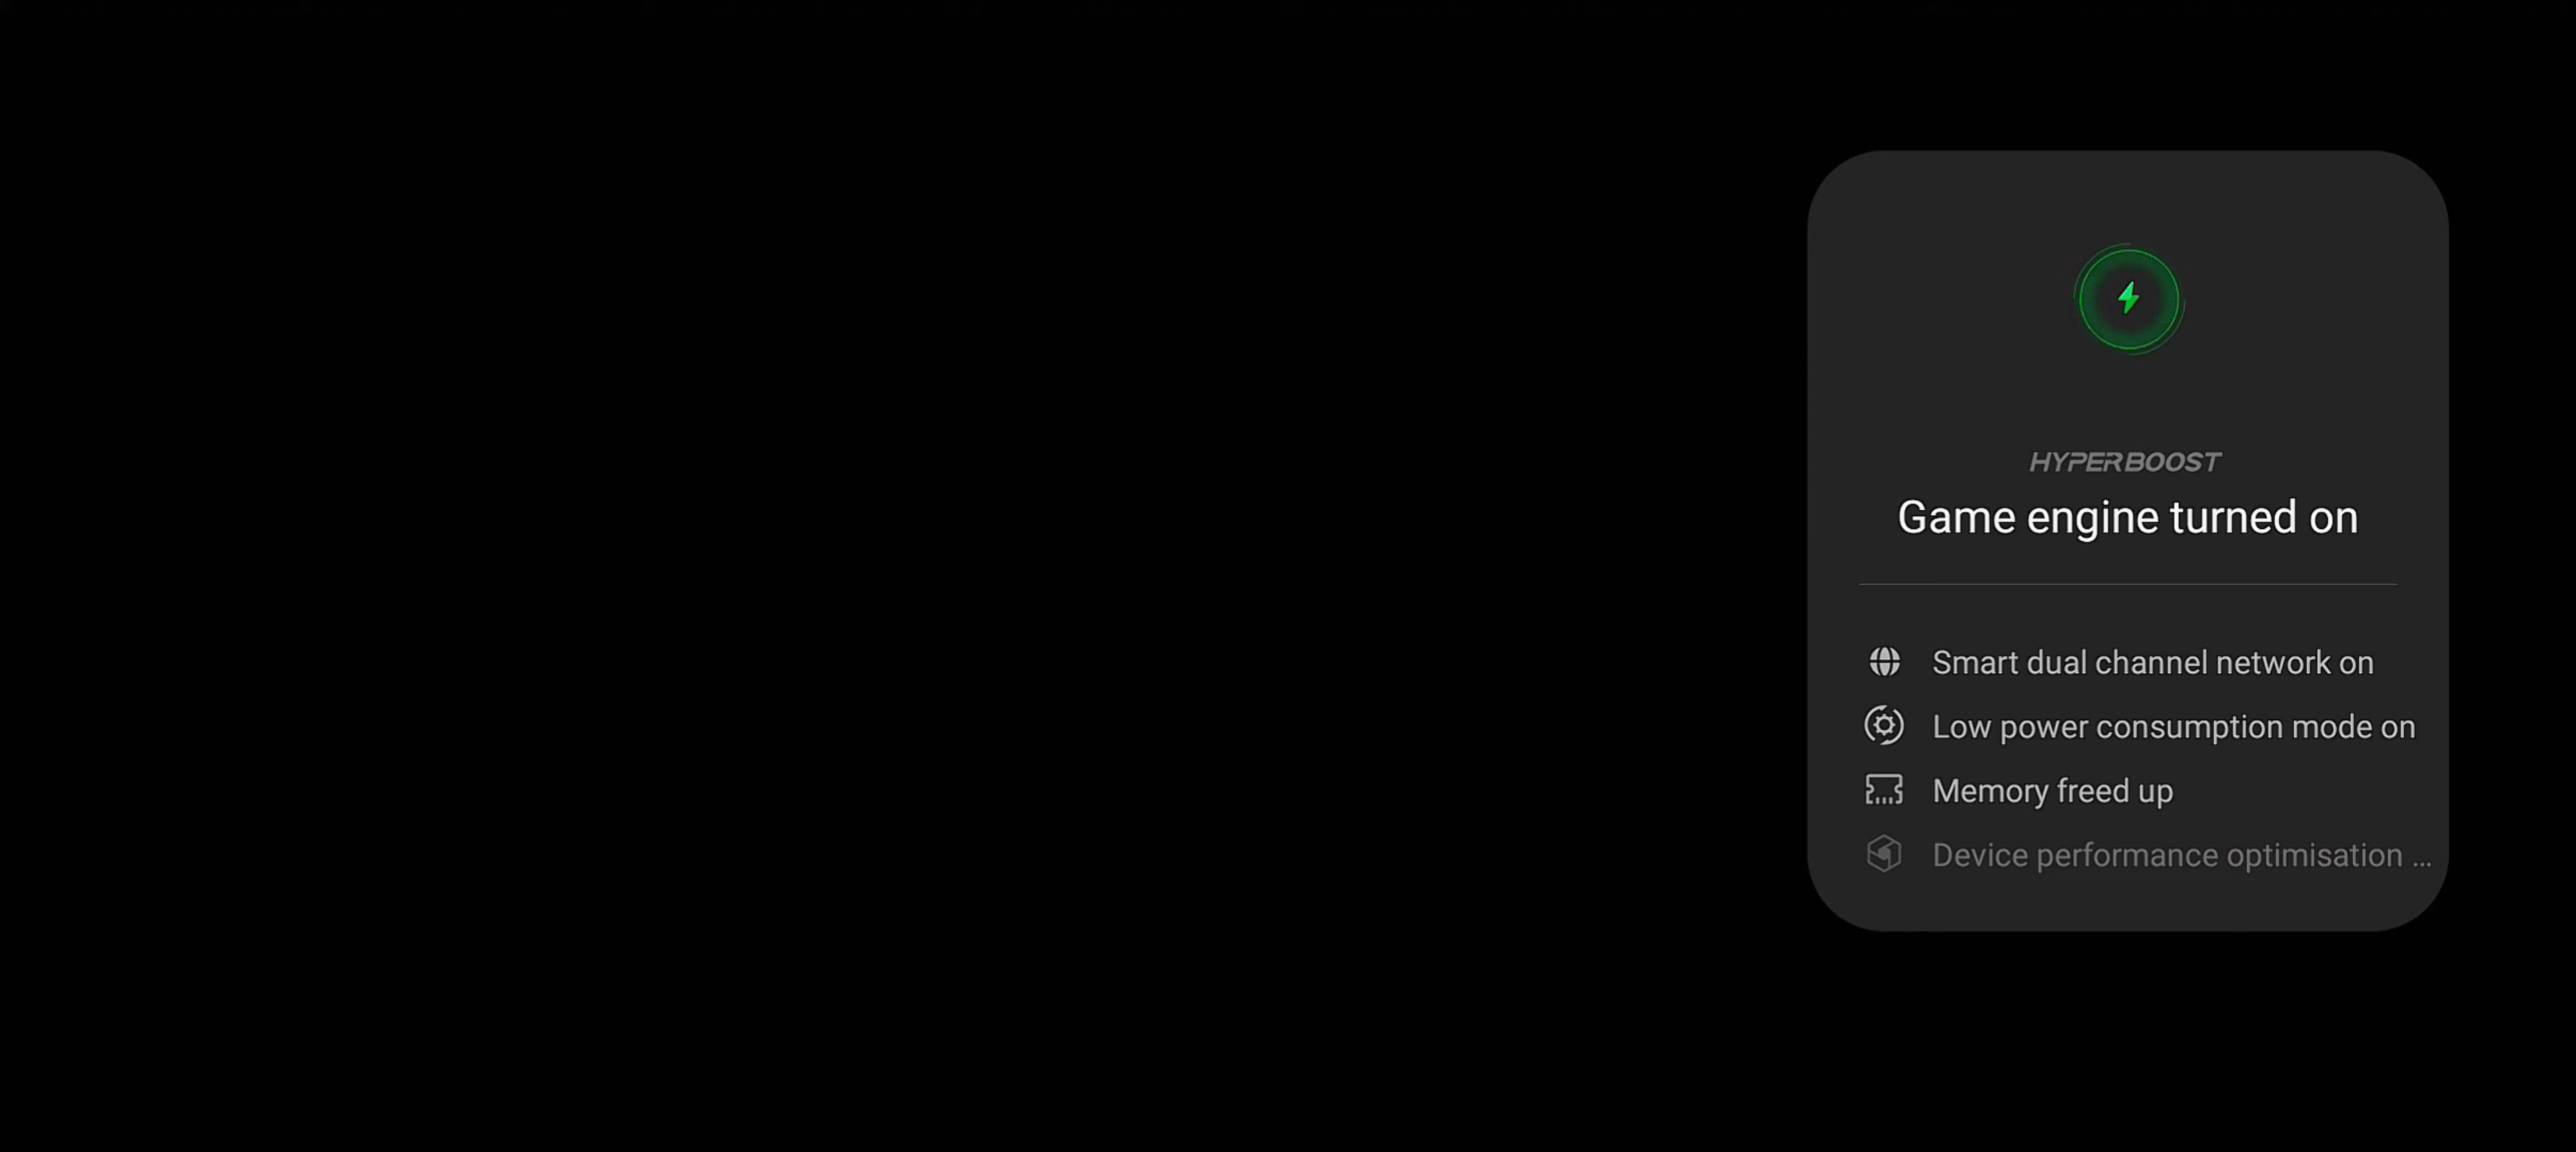 HYPERBOOST
Game engine turned on
Smart dual channel network on
Low power consumption mode on
Memory freed up
Device performance optimisation ...